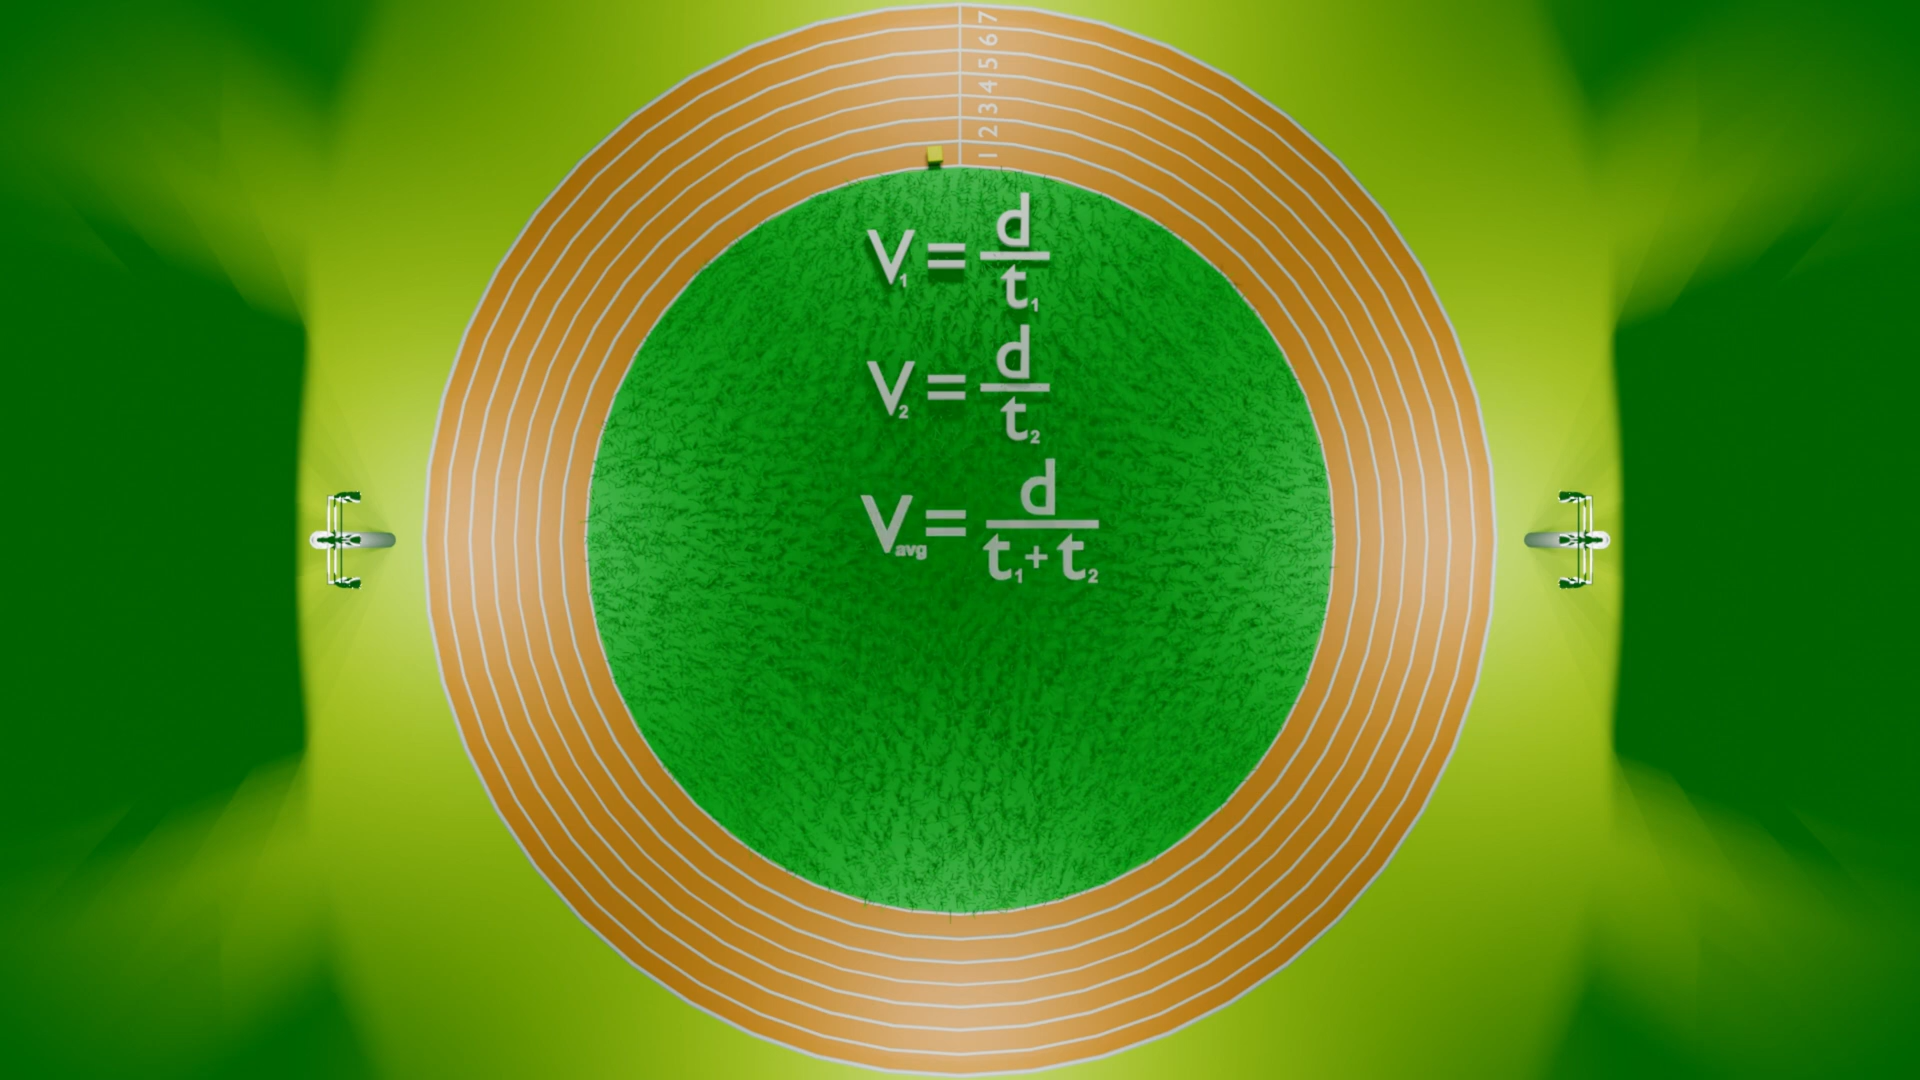 7
6
5
4
3
2
1
V₁ = d/t₁
V₂ = d/t₂
Vavg = d/t₁+t₂